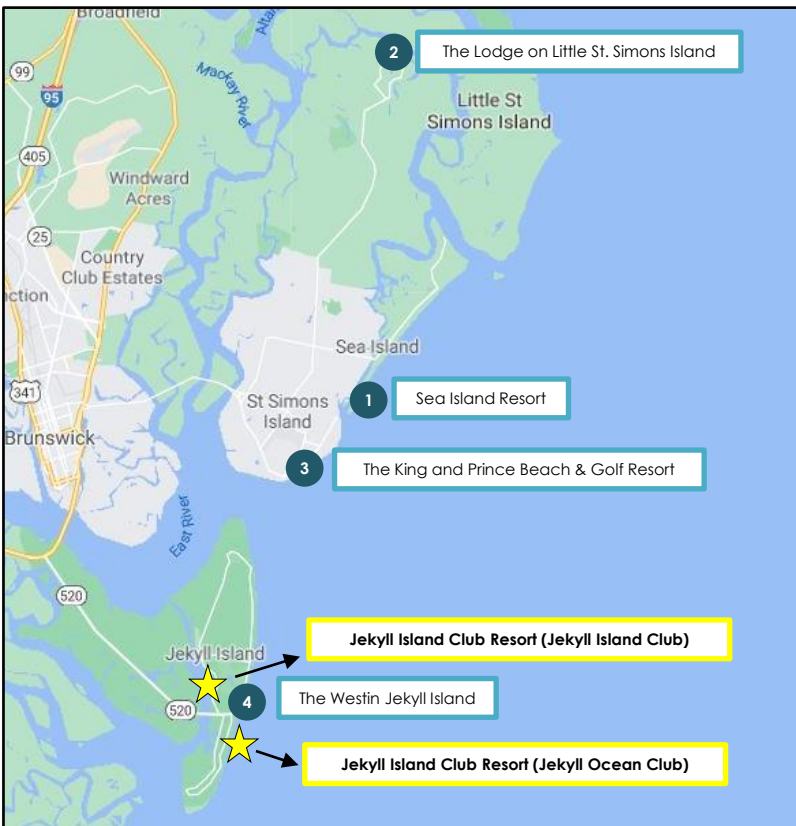 Broadfield
Alta
2
The Lodge on Little St. Simons Island
99
Mackay River
95
Little St
Simons Island
405
Windward
Acres
25
Country
Club Estates
nction
Sea Island
341
1
Sea Island Resort
St Simons
Island
Brunswick
3
The King and Prince Beach & Golf Resort
East River
520
Jekyll Island Club Resort (Jekyll Island Club)
Jekyll Island
4
The Westin Jekyll Island
520
Jekyll Island Club Resort (Jekyll Ocean Club)